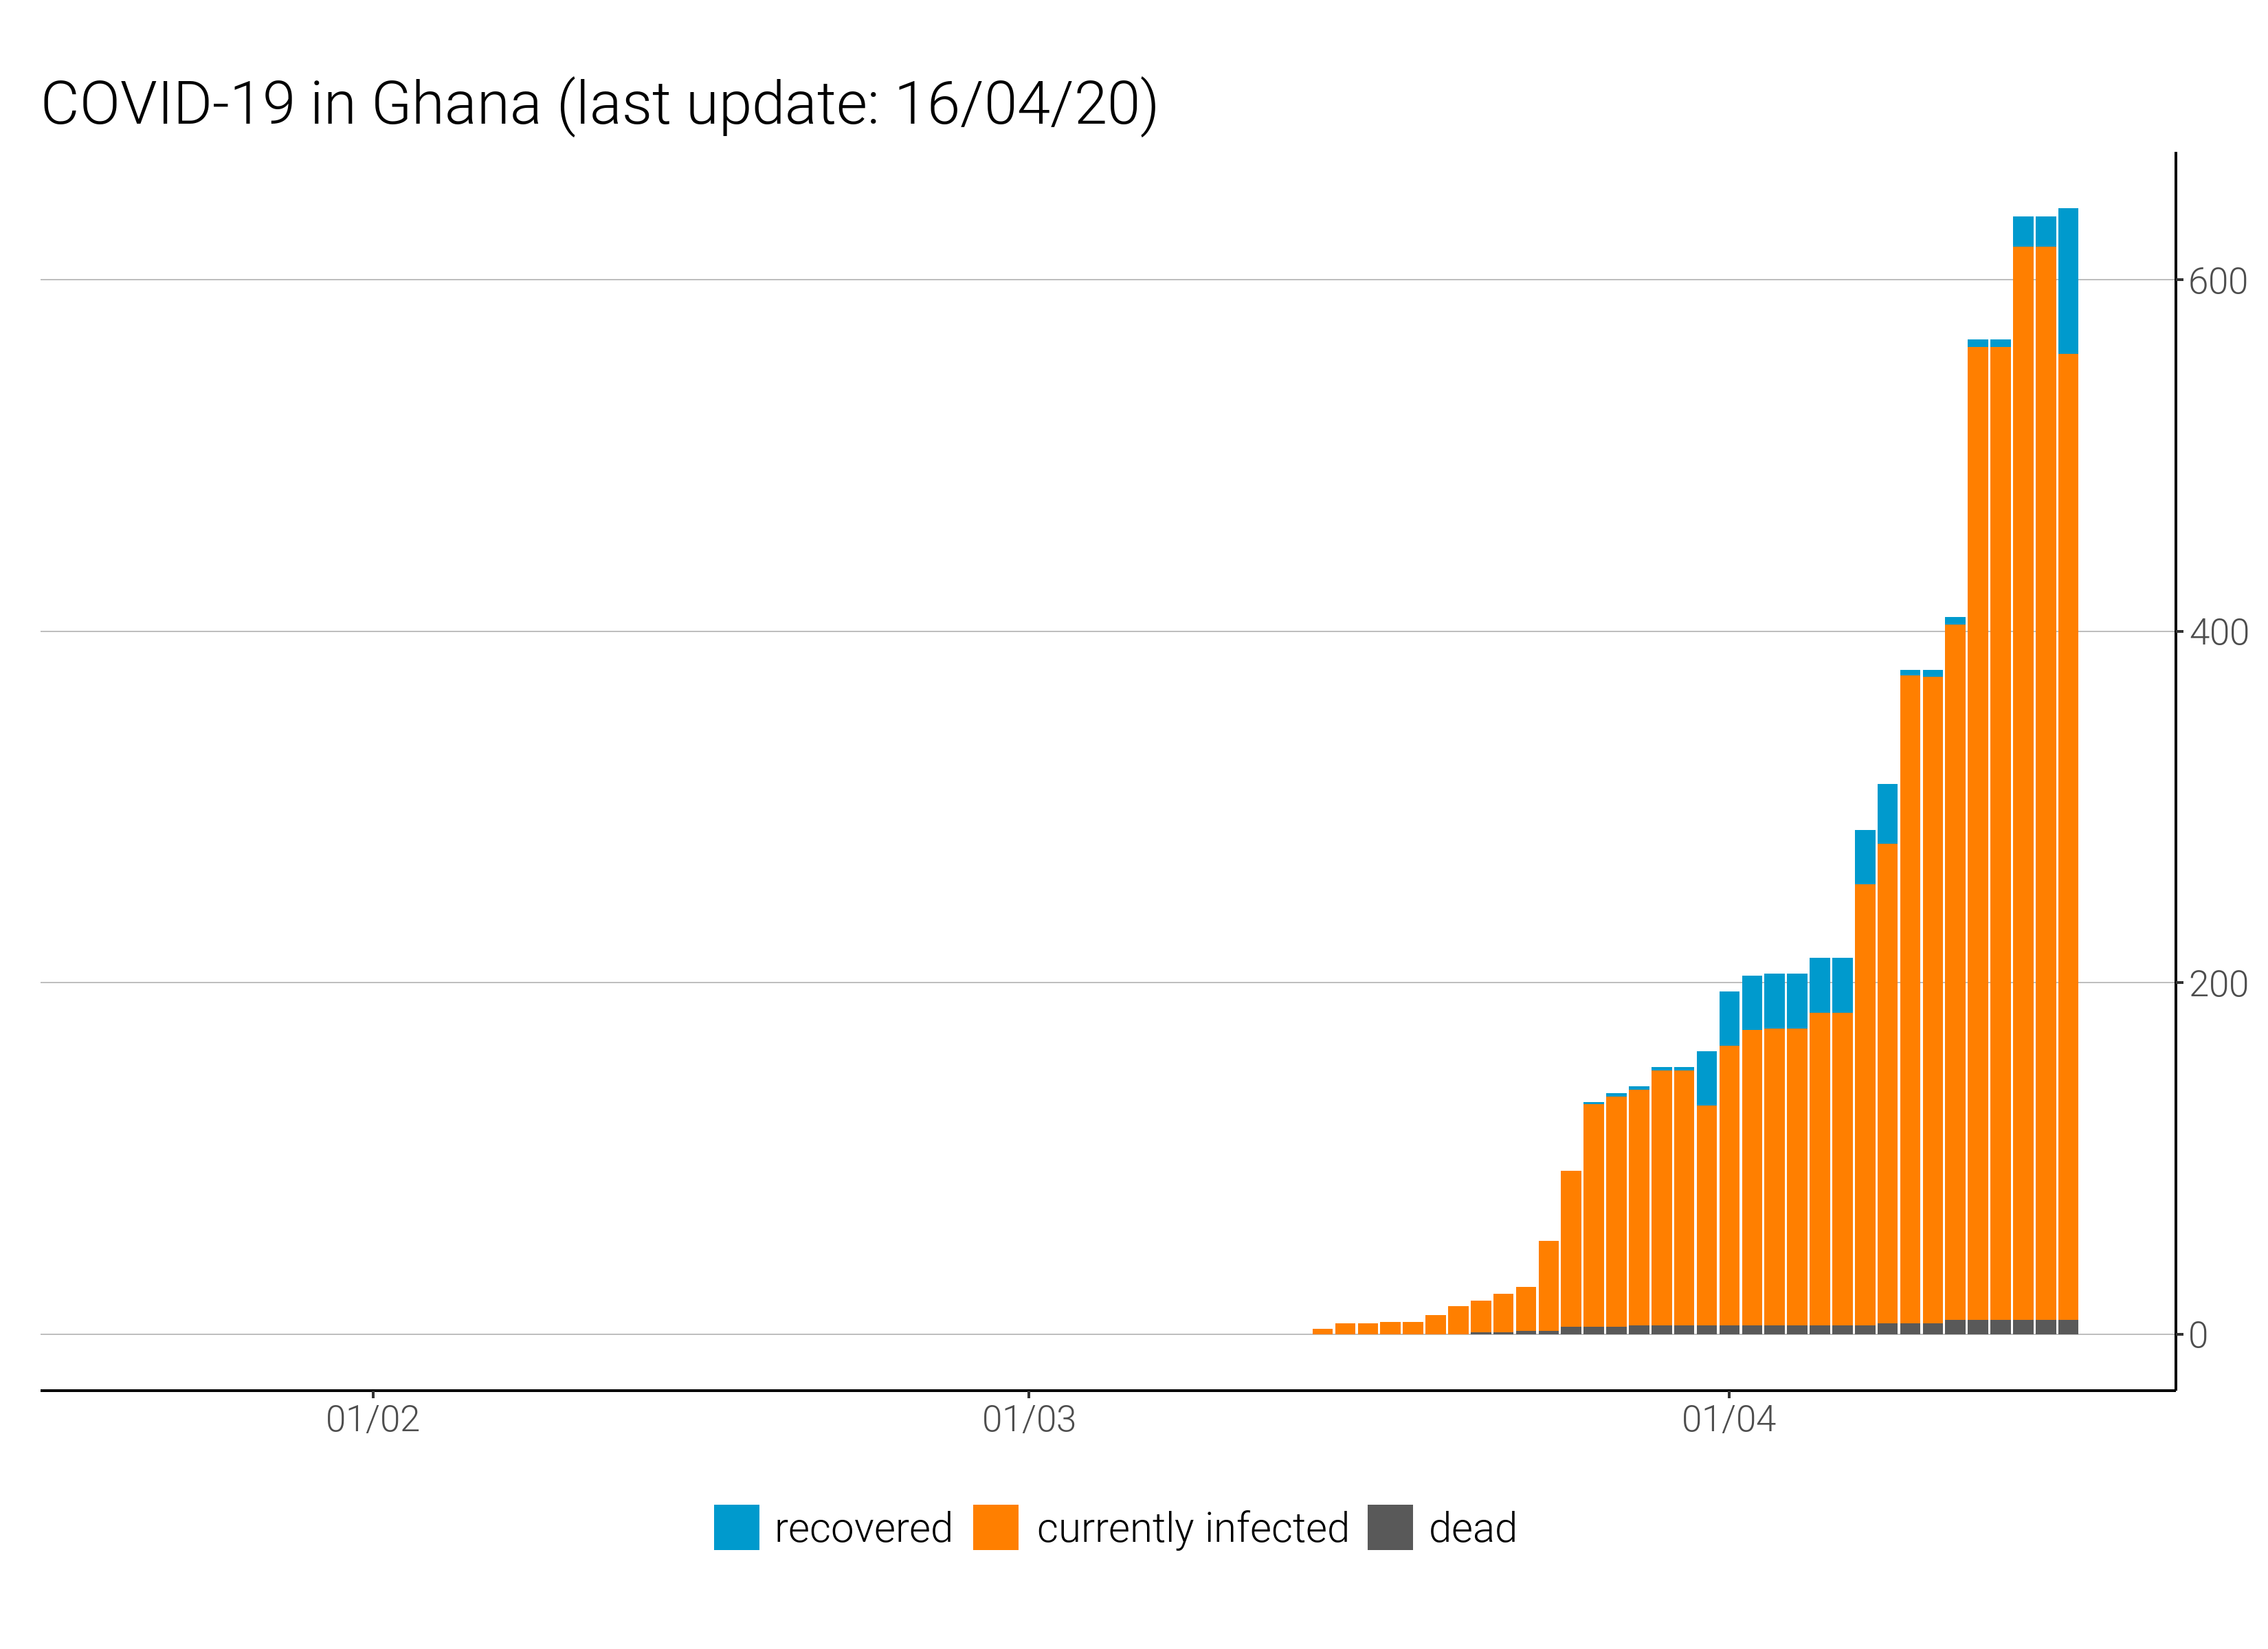 COVID-19 in Ghana (last update: 16/04/20)
600
400
200
0
01/02 01/03 01/04
recovered currently infected dead